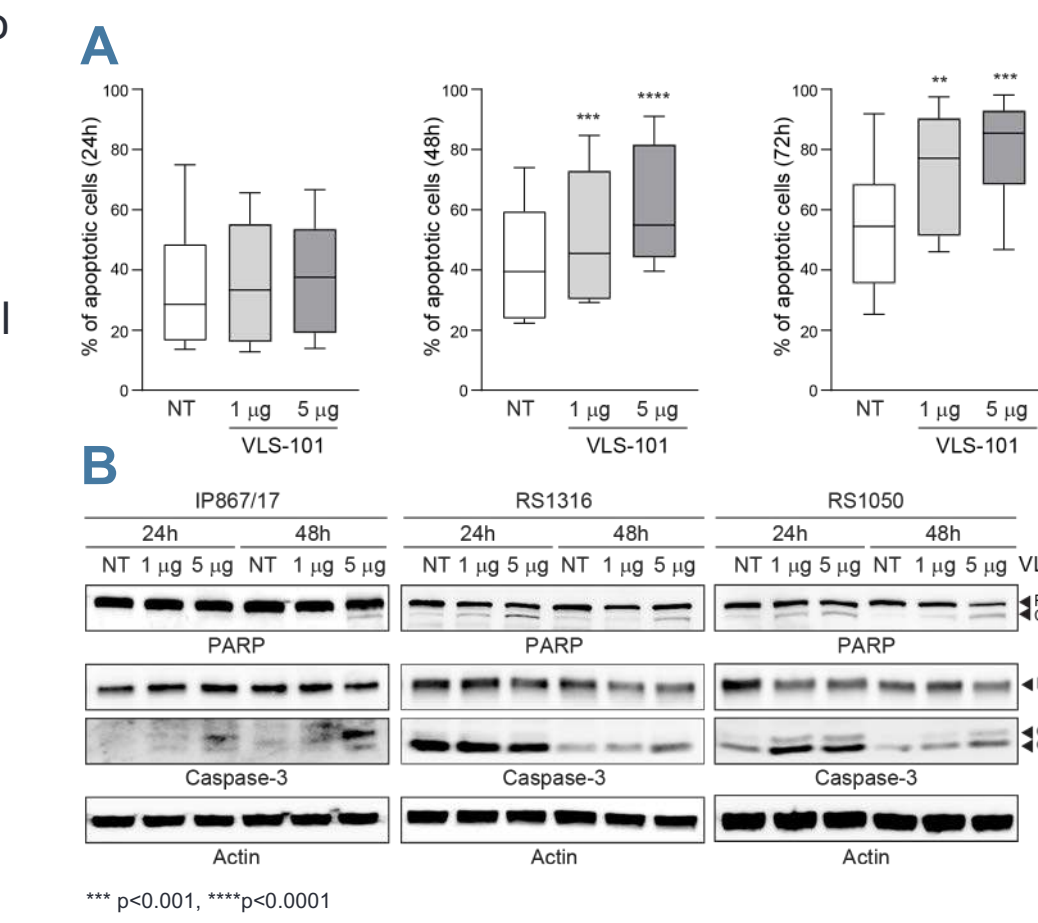 A
% of apoptotic cells (24h)
100
80
60
40
20
0
NT 1 μg 5 μg
VLS-101
% of apoptotic cells (48h)
100
80
60
40
20
0
*** ****
NT 1 μg 5 μg
VLS-101
% of apoptotic cells (72h)
100
80
60
40
20
0
** ***
NT 1 μg 5 μg
VLS-101
B
IP867/17 RS1316 RS1050
24h 48h 24h 48h 24h 48h
NT 1 μg 5 μg NT 1 μg 5 μg NT 1 μg 5 μg NT 1 μg 5 μg NT 1 μg 5 μg NT 1 μg 5 μg
PARP PARP PARP
Caspase-3 Caspase-3 Caspase-3
Actin Actin Actin
*** p<0.001, ****p<0.0001